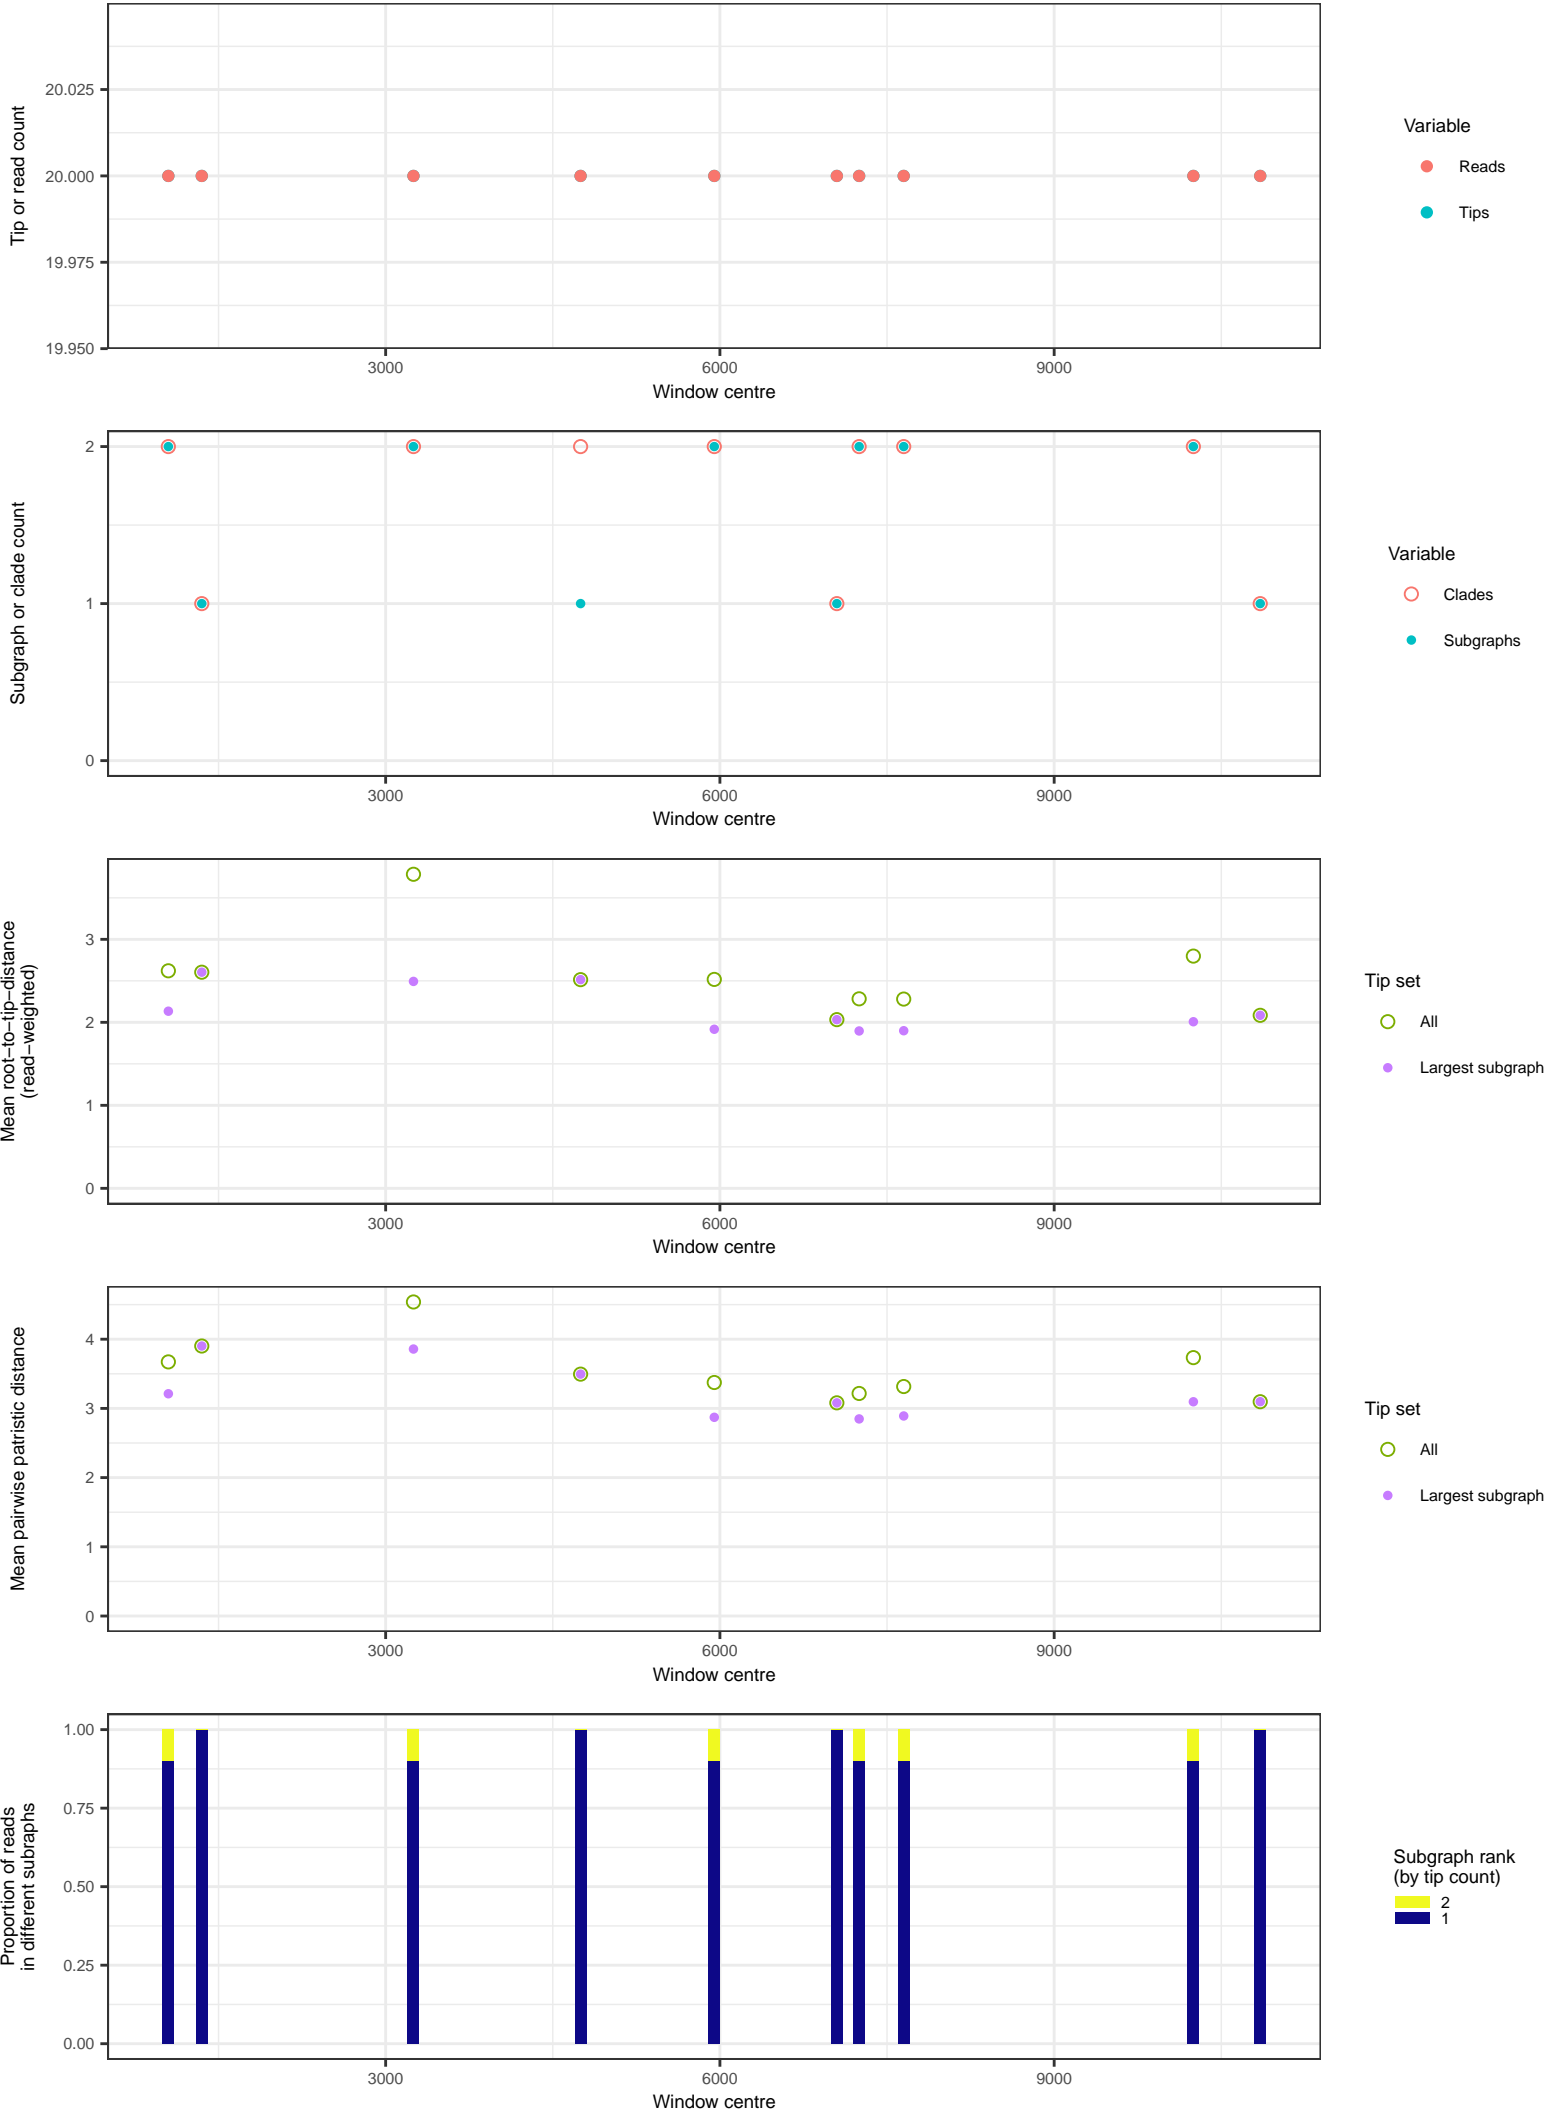 Tip or read count
20.025
20.000
19.975
19.950
3000
6000
9000
Window centre
Variable
Reads
Tips
Subgraph or clade count
2
1
0
3000
6000
9000
Window centre
Variable
Clades
Subgraphs
Mean root−to−tip−distance
(read−weighted)
3
2
1
0
3000
6000
9000
Window centre
Tip set
All
Largest subgraph
Mean pairwise patristic distance
4
3
2
1
0
3000
6000
9000
Window centre
Tip set
All
Largest subgraph
Proportion of reads
in different subraphs
1.00
0.75
0.50
0.25
0.00
3000
6000
9000
Window centre
Subgraph rank
(by tip count)
2
1